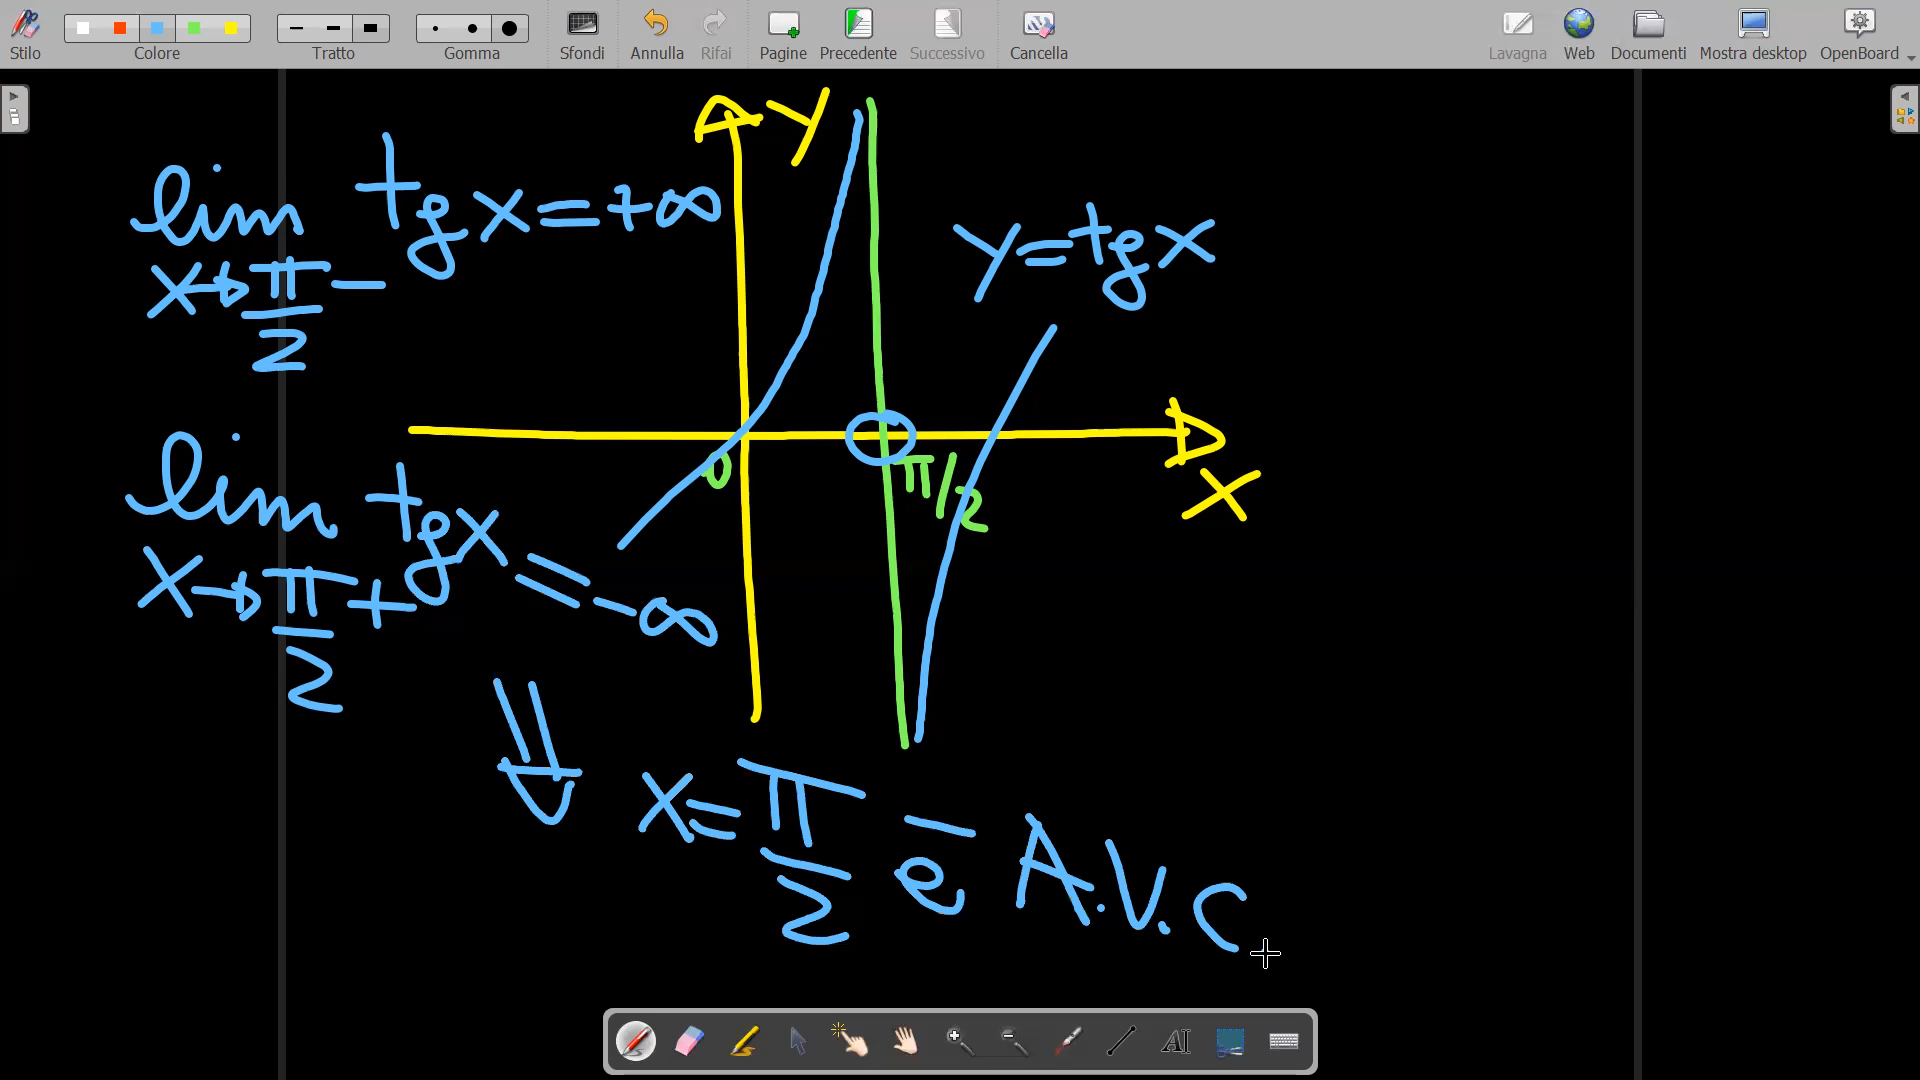 Stilo Colore Tratto Gomma Sfondi Annulla Rifai Pagine Precedente Successivo Cancella Lavagna Web Documenti Mostra desktop OpenBoard
Y
lim tgx=+∞
x→π/2 -
y=tgx
0
π/2
X
lim tgx=-∞
x→π/2 +
⇓ x=π/2 è A.V.C
AI